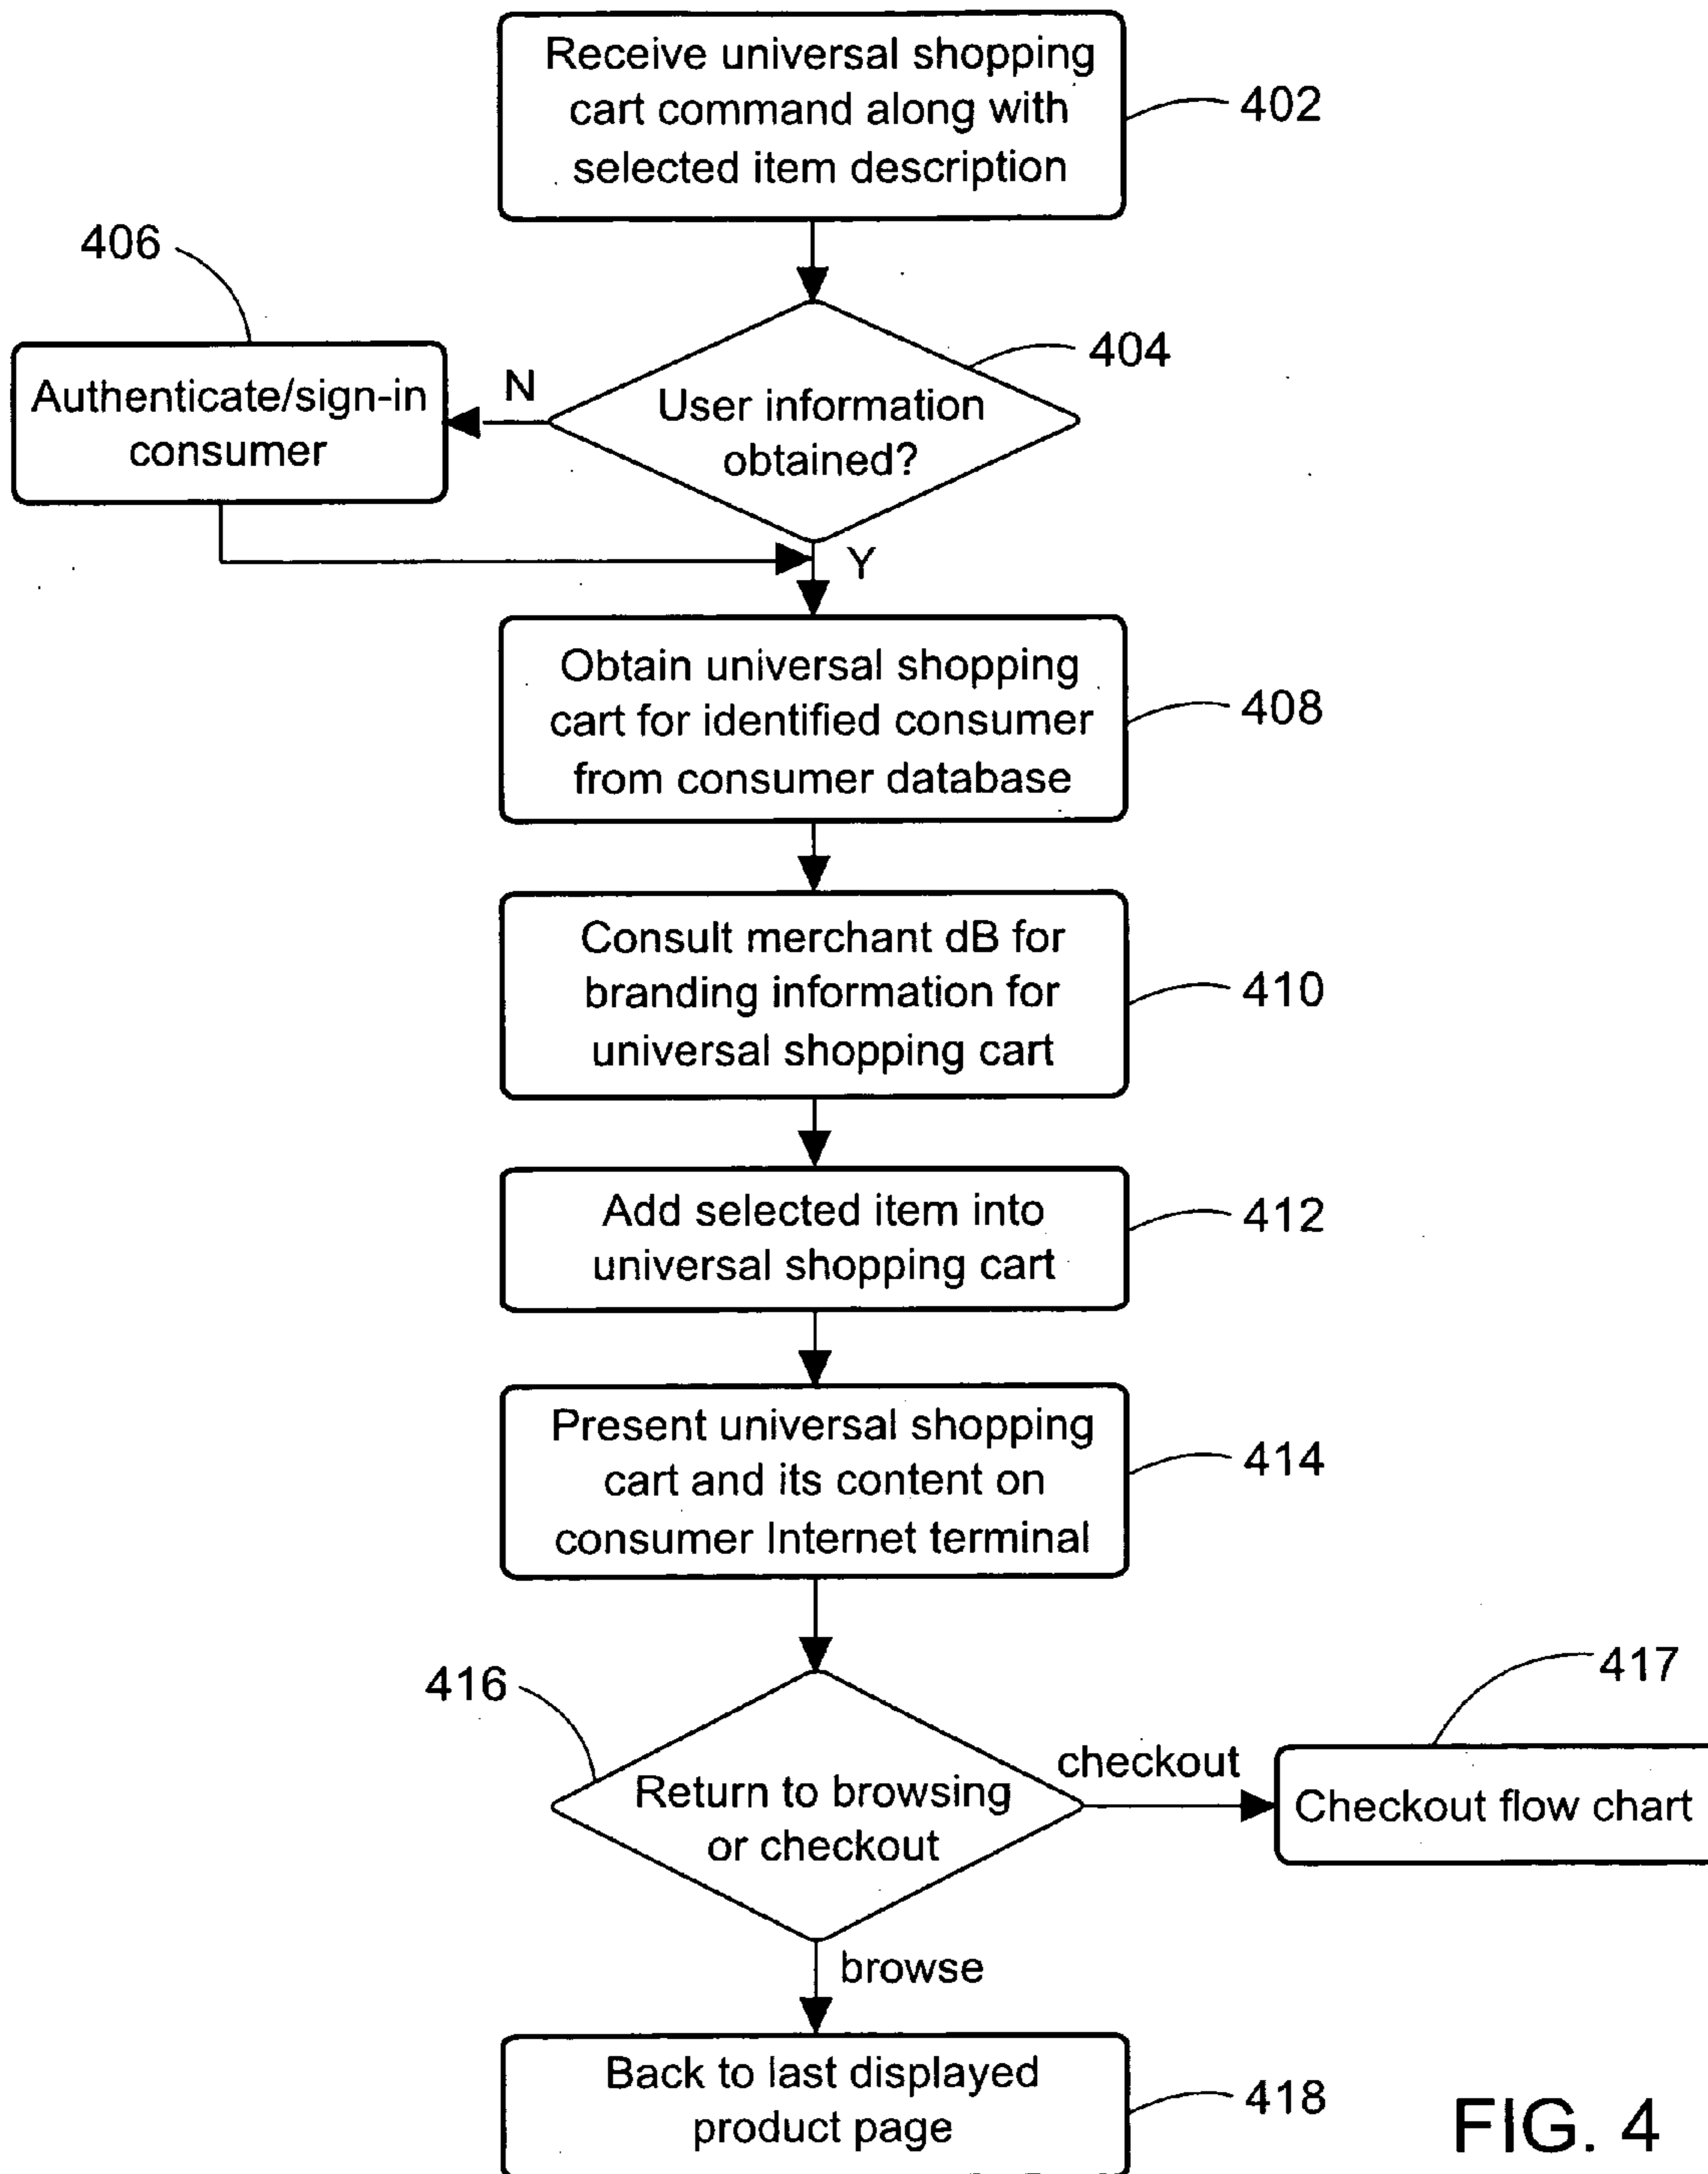 Receive universal shopping
cart command along with
selected item description
402
406
404
Authenticate/sign-in
consumer
N
User information
obtained?
Y
Obtain universal shopping
cart for identified consumer
from consumer database
408
Consult merchant dB for
branding information for
universal shopping cart
410
Add selected item into
universal shopping cart
412
Present universal shopping
cart and its content on
consumer Internet terminal
414
416
417
Return to browsing
or checkout
checkout
Checkout flow chart
browse
Back to last displayed
product page
418
FIG. 4